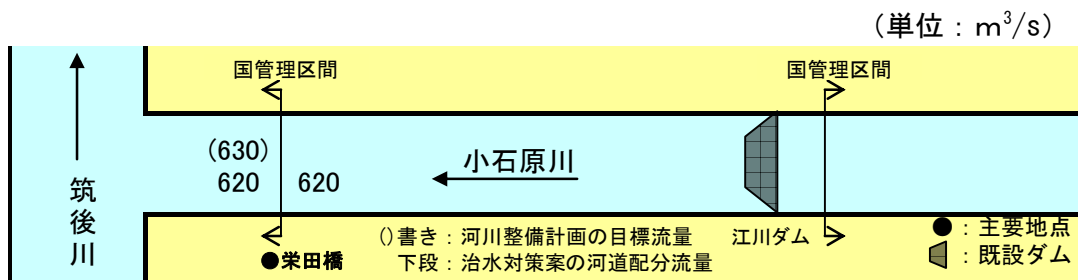 （単位：ｍ³/s）
国管理区間
国管理区間
(630)
620
620
小石原川
筑後川
()書き：河川整備計画の目標流量
下段：治水対策案の河道配分流量
江川ダム
●栄田橋
●：主要地点
：既設ダム